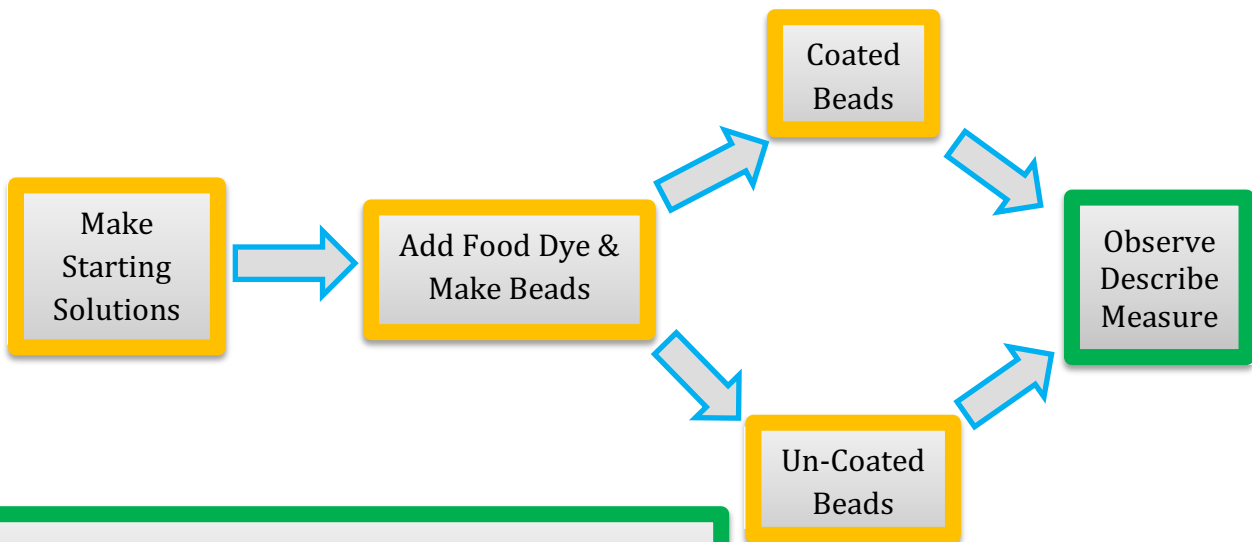 Make
Starting
Solutions
Add Food Dye &
Make Beads
Coated
Beads
Un-Coated
Beads
Observe
Describe
Measure